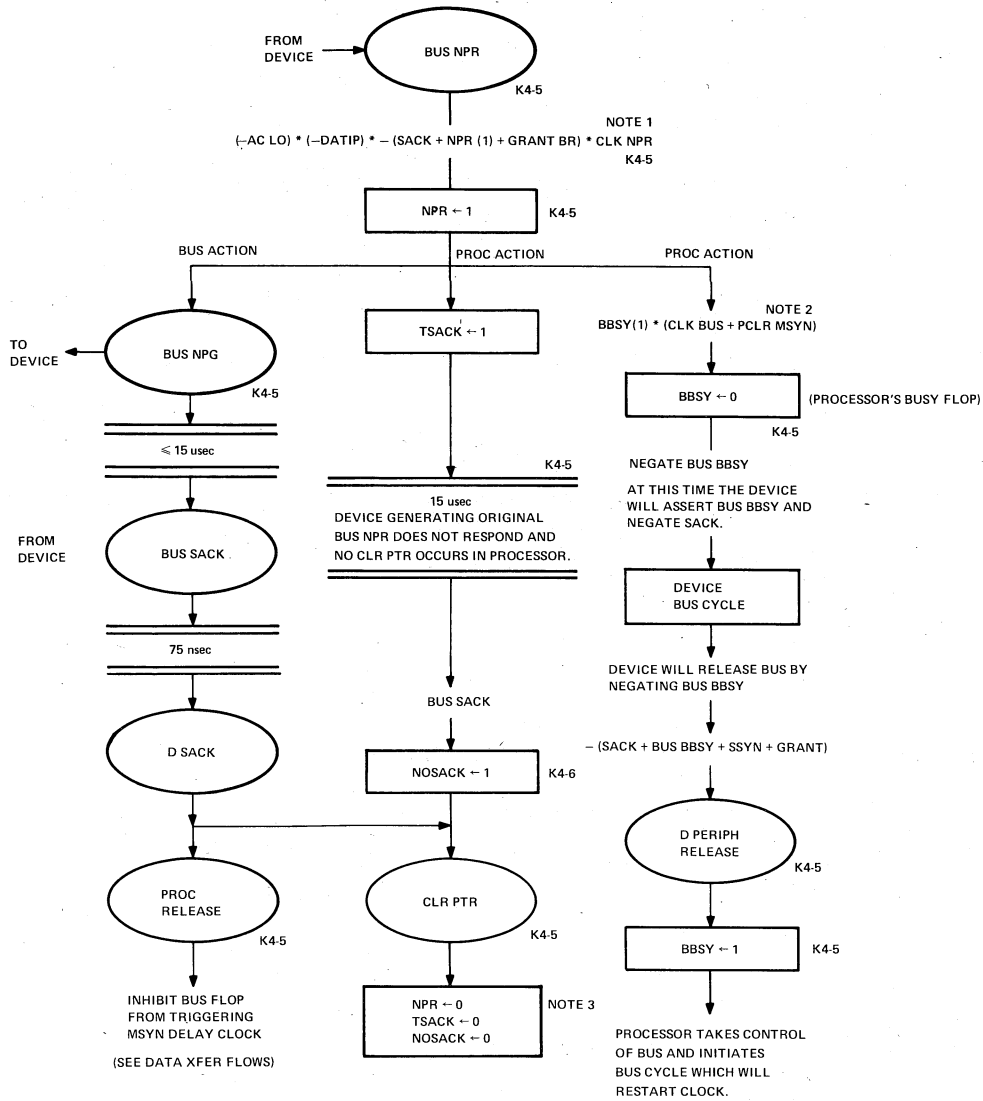 FROM
DEVICE
BUS NPR
K4-5
NOTE 1
(—AC LO) * (—DATIP) * — (SACK + NPR (1) + GRANT BR) * CLK NPR
K4-5
NPR ← 1
K4-5
BUS ACTION
PROC ACTION
PROC ACTION
TO
DEVICE
BUS NPG
K4-5
≤ 15 usec
FROM
DEVICE
BUS SACK
75 nsec
D SACK
PROC
RELEASE
K4-5
INHIBIT BUS FLOP
FROM TRIGGERING
MSYN DELAY CLOCK
(SEE DATA XFER FLOWS)
TSACK ← 1
K4-5
15 usec
DEVICE GENERATING ORIGINAL
BUS NPR DOES NOT RESPOND AND
NO CLR PTR OCCURS IN PROCESSOR.
BUS SACK
NOSACK ← 1
K4-6
CLR PTR
K4-5
NPR ← 0
TSACK ← 0
NOSACK ← 0
NOTE 3
NOTE 2
BBSY(1) * (CLK BUS + PCLR MSYN)
BBSY ← 0
(PROCESSOR'S BUSY FLOP)
K4-5
NEGATE BUS BBSY
AT THIS TIME THE DEVICE
WILL ASSERT BUS BBSY AND
NEGATE SACK.
DEVICE
BUS CYCLE
DEVICE WILL RELEASE BUS BY
NEGATING BUS BBSY
— (SACK + BUS BBSY + SSYN + GRANT)
D PERIPH
RELEASE
K4-5
BBSY ← 1
K4-5
PROCESSOR TAKES CONTROL
OF BUS AND INITIATES
BUS CYCLE WHICH WILL
RESTART CLOCK.